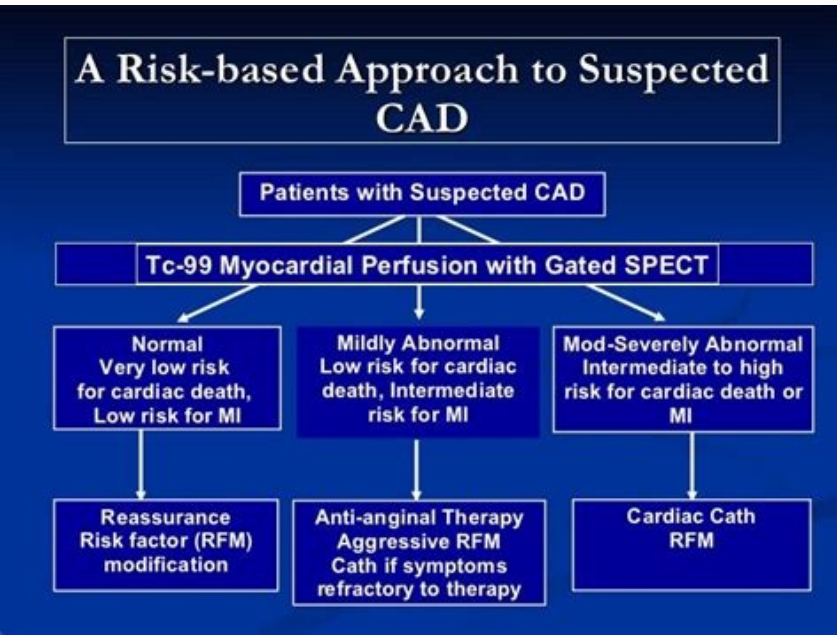 A Risk-based Approach to Suspected
CAD
Patients with Suspected CAD
Tc-99 Myocardial Perfusion with Gated SPECT
Normal
Very low risk
for cardiac death,
Low risk for MI
Mildly Abnormal
Low risk for cardiac
death, Intermediate
risk for MI
Mod-Severely Abnormal
Intermediate to high
risk for cardiac death or
MI
Reassurance
Risk factor (RFM)
modification
Anti-anginal Therapy
Aggressive RFM
Cath if symptoms
refractory to therapy
Cardiac Cath
RFM